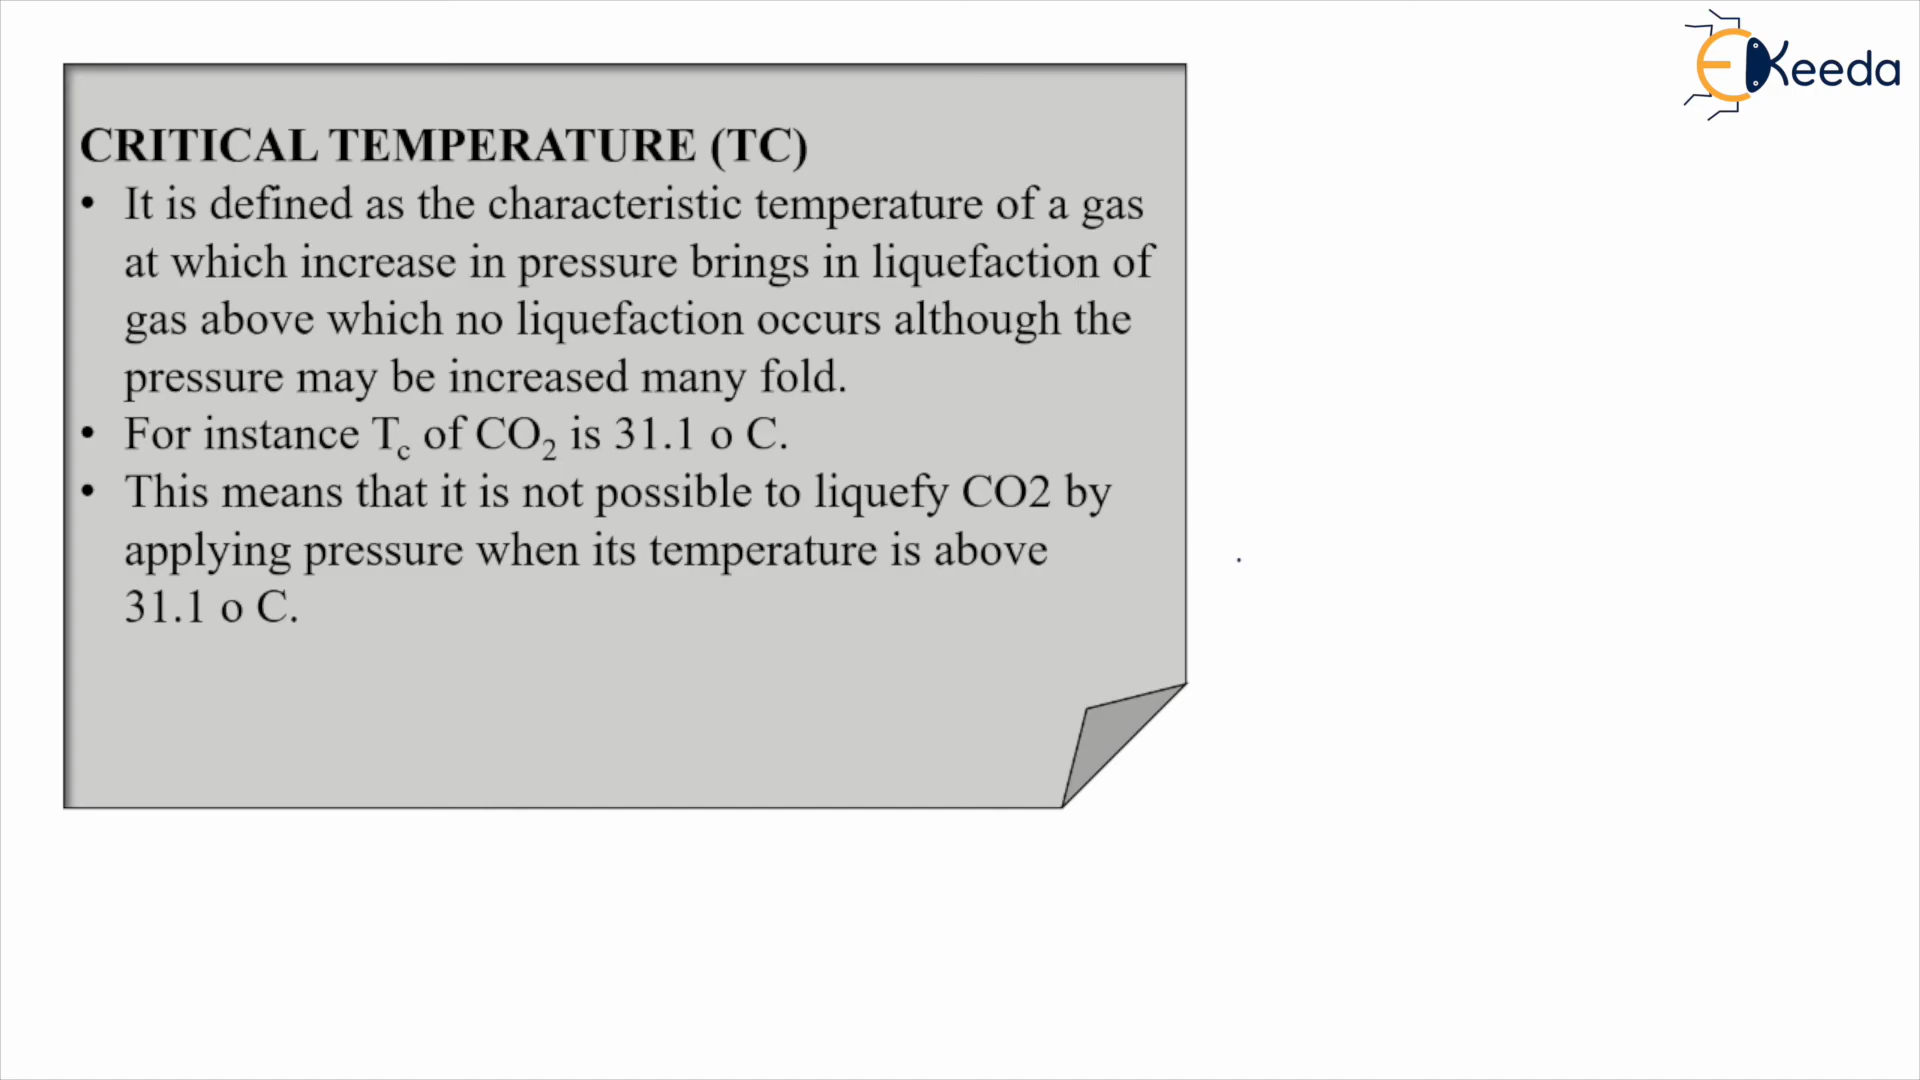 EKeeda
CRITICAL TEMPERATURE (TC)
• It is defined as the characteristic temperature of a gas
at which increase in pressure brings in liquefaction of
gas above which no liquefaction occurs although the
pressure may be increased many fold.
• For instance Tc of CO2 is 31.1 o C.
• This means that it is not possible to liquefy CO2 by
applying pressure when its temperature is above
31.1 o C.